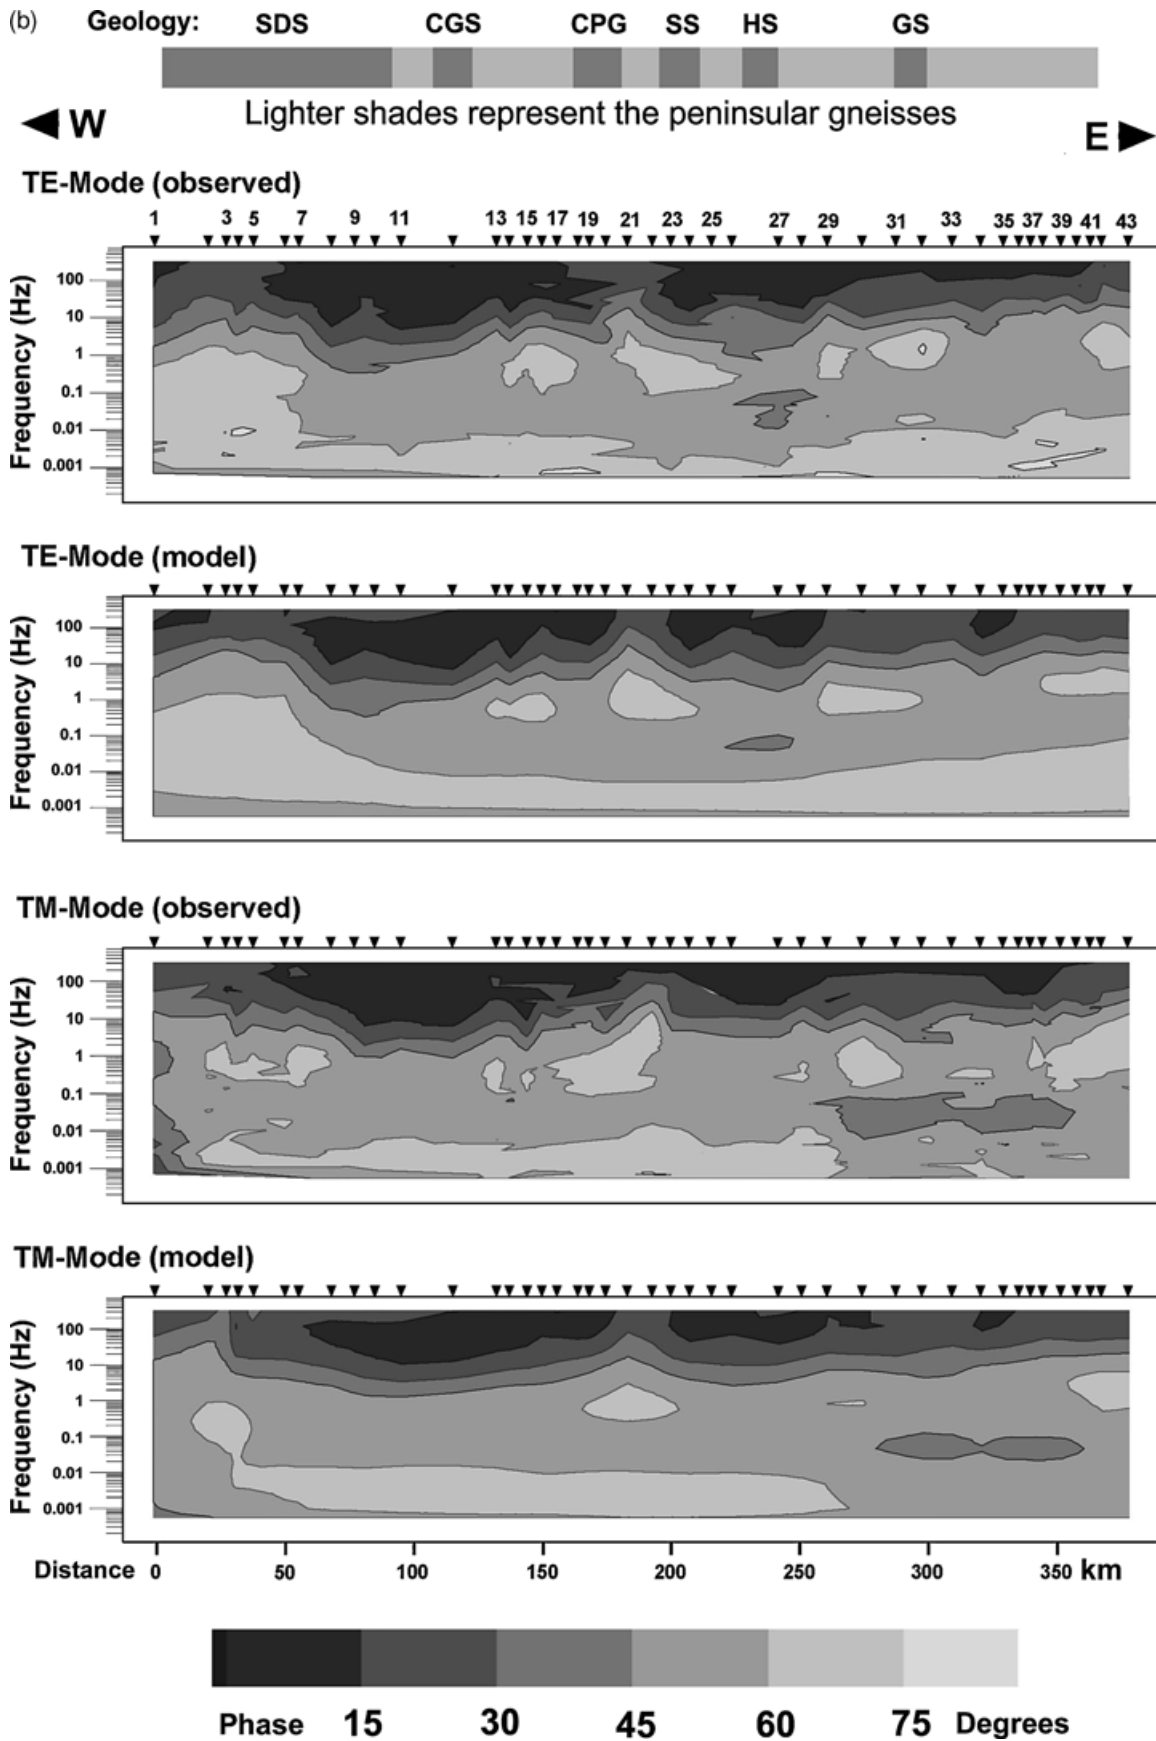 (b)
Geology: SDS CGS CPG SS HS GS
Lighter shades represent the peninsular gneisses
W E
TE-Mode (observed)
1 3 5 7 9 11 13 15 17 19 21 23 25 27 29 31 33 35 37 39 41 43
Frequency (Hz)
100
10
1
0.1
0.01
0.001
TE-Mode (model)
Frequency (Hz)
100
10
1
0.1
0.01
0.001
TM-Mode (observed)
Frequency (Hz)
100
10
1
0.1
0.01
0.001
TM-Mode (model)
Frequency (Hz)
100
10
1
0.1
0.01
0.001
Distance 0 50 100 150 200 250 300 350 km
Phase 15 30 45 60 75 Degrees